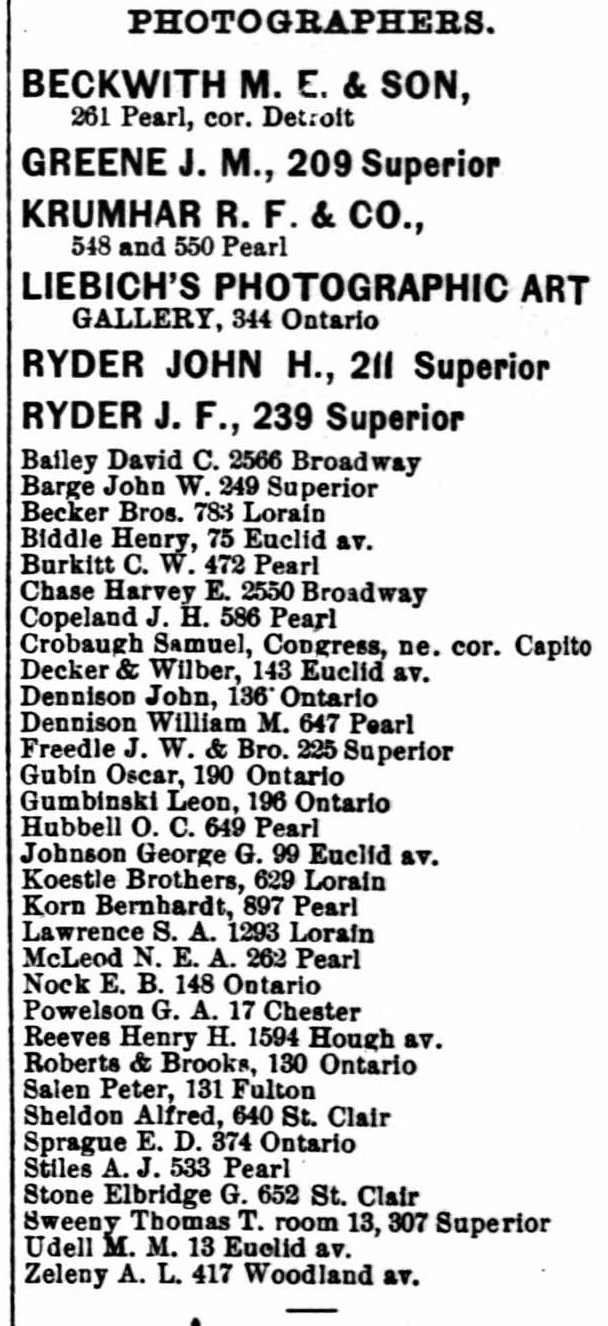 PHOTOGRAPHERS.
BECKWITH M. E. & SON,
261 Pearl, cor. Detroit
GREENE J. M., 209 Superior
KRUMHAR R. F. & CO.,
548 and 550 Pearl
LIEBICH'S PHOTOGRAPHIC ART
GALLERY, 344 Ontario
RYDER JOHN H., 211 Superior
RYDER J. F., 239 Superior
Bailey David C. 2566 Broadway
Barge John W. 249 Superior
Becker Bros. 783 Lorain
Biddle Henry, 75 Euclid av.
Burkitt C. W. 472 Pearl
Chase Harvey E. 2550 Broadway
Copeland J. H. 586 Pearl
Crobaugh Samuel, Congress, ne. cor. Capito
Decker & Wilber, 143 Euclid av.
Dennison John, 136 Ontario
Dennison William M. 647 Pearl
Freedle J. W. & Bro. 225 Superior
Gubin Oscar, 190 Ontario
Gumbinski Leon, 196 Ontario
Hubbell O. C. 649 Pearl
Johnson George G. 99 Euclid av.
Koestle Brothers, 629 Lorain
Korn Bernhardt, 897 Pearl
Lawrence S. A. 1293 Lorain
McLeod N. E. A. 262 Pearl
Nock E. B. 148 Ontario
Powelson G. A. 17 Chester
Reeves Henry H. 1594 Hough av.
Roberts & Brooks, 130 Ontario
Salen Peter, 131 Fulton
Sheldon Alfred, 640 St. Clair
Sprague E. D. 374 Ontario
Stiles A. J. 533 Pearl
Stone Elbridge G. 652 St. Clair
Sweeny Thomas T. room 13, 307 Superior
Udell M. M. 13 Euclid av.
Zeleny A. L. 417 Woodland av.